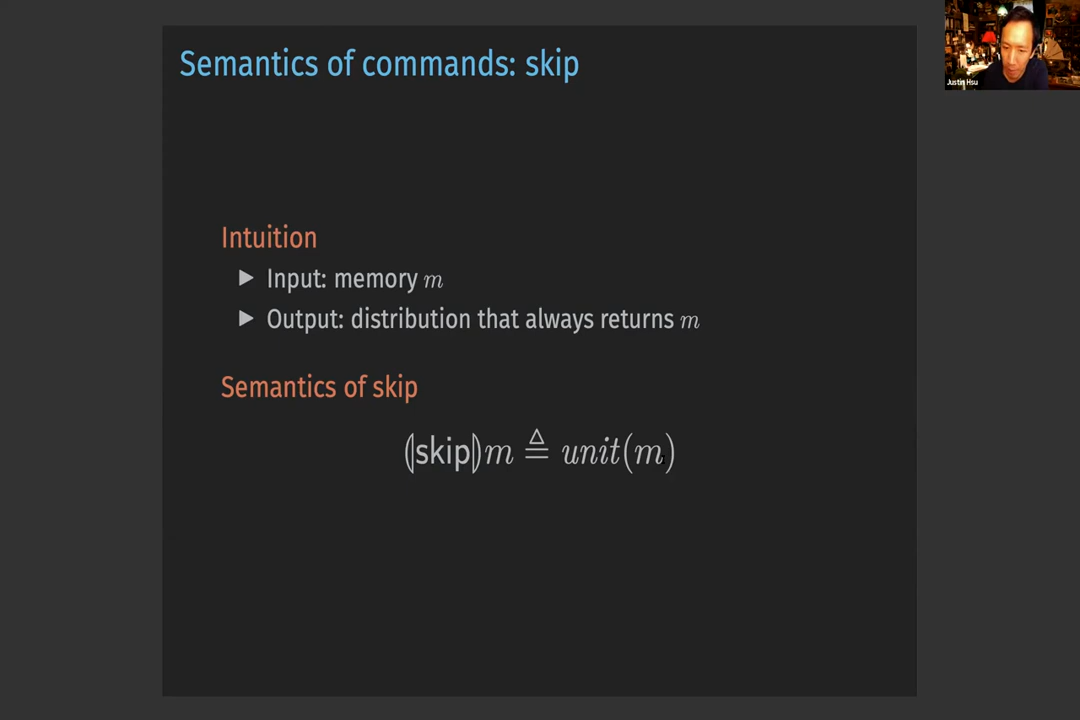 Semantics of commands: skip
Justin Hsu
Intuition
▶ Input: memory m
▶ Output: distribution that always returns m
Semantics of skip
⦇skip⦈m ≜ unit(m)